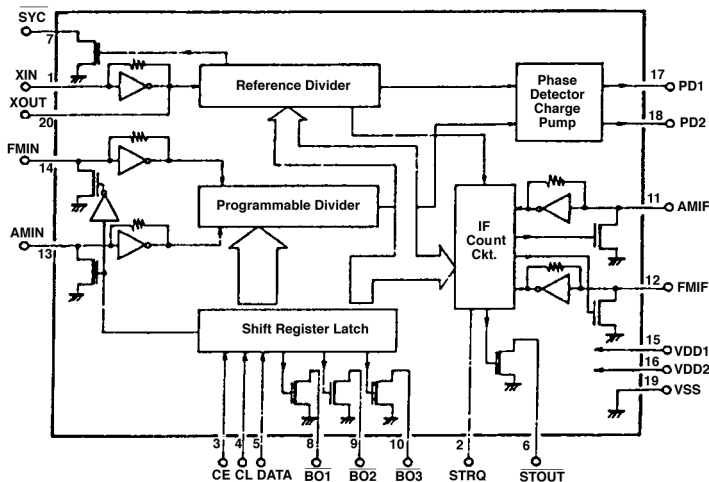 SYC
7
XIN
1
XOUT
20
FMIN
14
AMIN
13
Reference Divider
Programmable Divider
Shift Register Latch
Phase
Detector
Charge
Pump
IF
Count
Ckt.
17
PD1
18
PD2
11
AMIF
12
FMIF
15
VDD1
16
VDD2
19
VSS
3 4 5 8 9 10 2 6
CE CL DATA BO1 BO2 BO3 STRQ STOUT